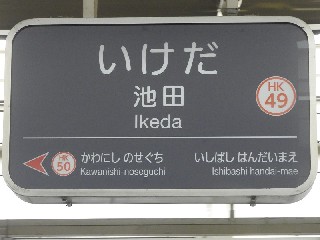 いけだ
池田
Ikeda
HK
49
HK
50
かわにし のせぐち
Kawanishi-noseguchi
いしばし はんだいまえ
Ishibashi handai-mae